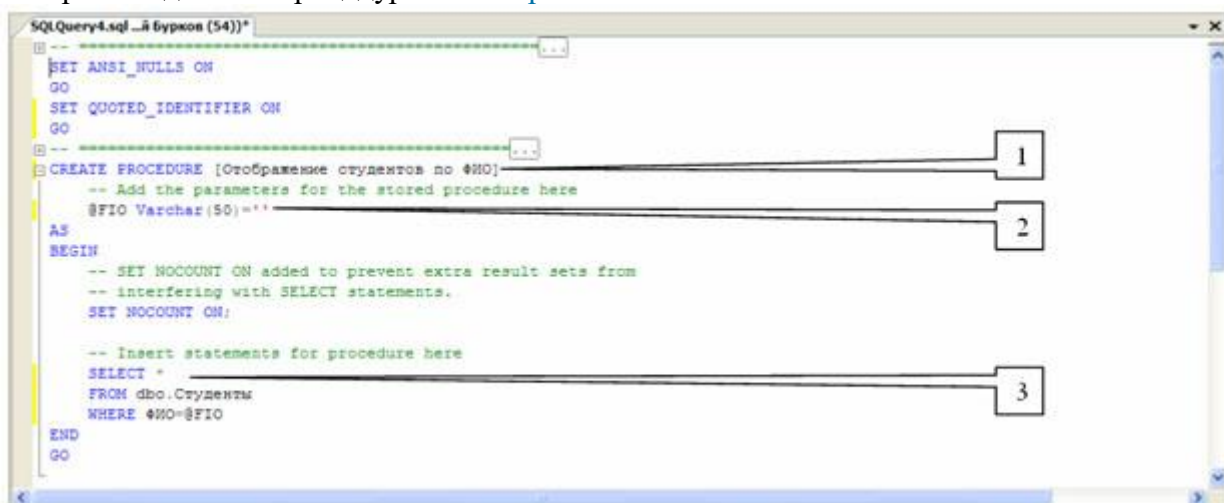 SQLQuery4.sql ...й Бурков (54))*
-- ==================================================...
SET ANSI_NULLS ON
GO
SET QUOTED_IDENTIFIER ON
GO
-- ===============================================...
CREATE PROCEDURE [Отображение студентов по ФИО]
1
-- Add the parameters for the stored procedure here
@FIO Varchar(50)=''
2
AS
BEGIN
-- SET NOCOUNT ON added to prevent extra result sets from
-- interfering with SELECT statements.
SET NOCOUNT ON;
-- Insert statements for procedure here
SELECT *
3
FROM dbo.Студенты
WHERE ФИО=@FIO
END
GO